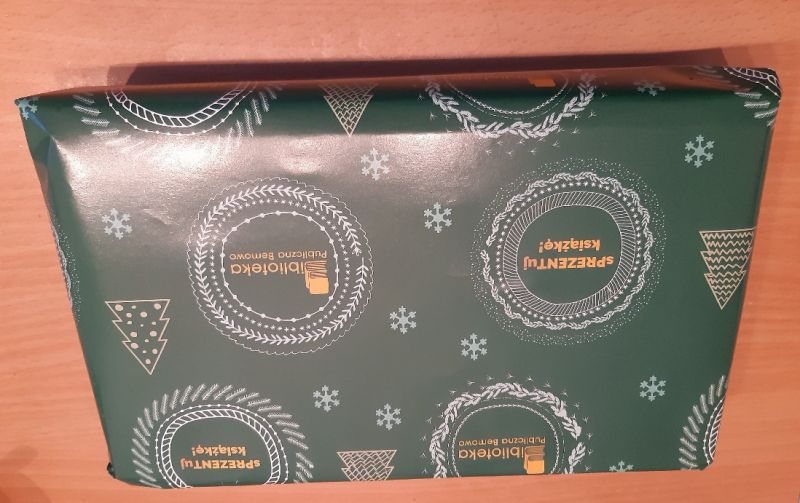 Biblioteka
Publiczna Bemowo
sPREZENTuj
książkę!
sPREZENTuj
książkę!
Biblioteka
Publiczna Bemowo